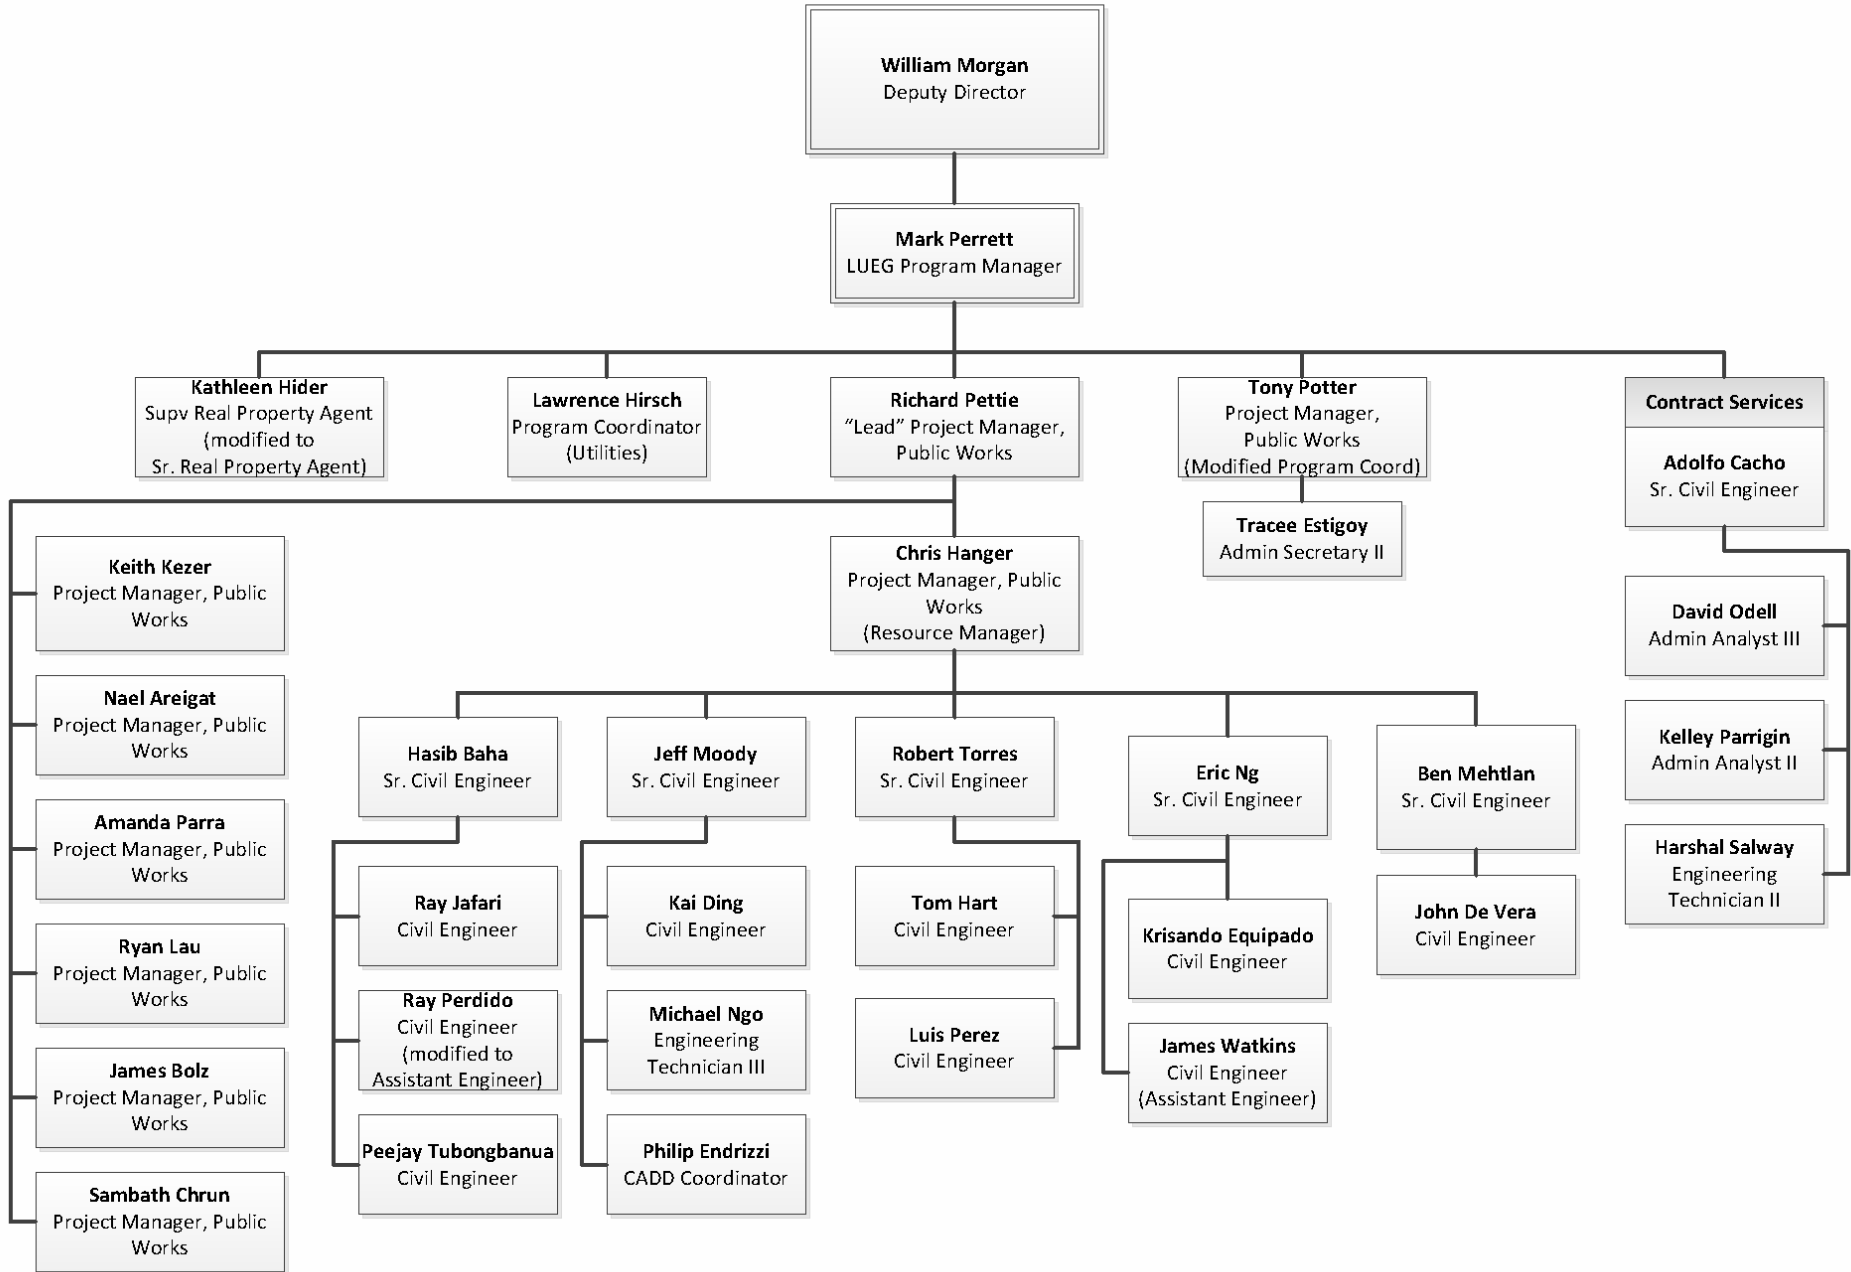 William Morgan
Deputy Director
Mark Perrett
LUEG Program Manager
Kathleen Hider
Supv Real Property Agent
(modified to
Sr. Real Property Agent)
Lawrence Hirsch
Program Coordinator
(Utilities)
Richard Pettie
“Lead” Project Manager,
Public Works
Tony Potter
Project Manager,
Public Works
(Modified Program Coord)
Contract Services
Adolfo Cacho
Sr. Civil Engineer
Tracee Estigoy
Admin Secretary II
Keith Kezer
Project Manager, Public
Works
Chris Hanger
Project Manager, Public
Works
(Resource Manager)
David Odell
Admin Analyst III
Nael Areigat
Project Manager, Public
Works
Hasib Baha
Sr. Civil Engineer
Jeff Moody
Sr. Civil Engineer
Robert Torres
Sr. Civil Engineer
Eric Ng
Sr. Civil Engineer
Ben Mehtlan
Sr. Civil Engineer
Kelley Parrigin
Admin Analyst II
Amanda Parra
Project Manager, Public
Works
Harshal Salway
Engineering
Technician II
Ray Jafari
Civil Engineer
Kai Ding
Civil Engineer
Tom Hart
Civil Engineer
Krisando Equipado
Civil Engineer
John De Vera
Civil Engineer
Ryan Lau
Project Manager, Public
Works
Ray Perdido
Civil Engineer
(modified to
Assistant Engineer)
Michael Ngo
Engineering
Technician III
Luis Perez
Civil Engineer
James Watkins
Civil Engineer
(Assistant Engineer)
James Bolz
Project Manager, Public
Works
Peejay Tubongbanua
Civil Engineer
Philip Endrizzi
CADD Coordinator
Sambath Chrun
Project Manager, Public
Works